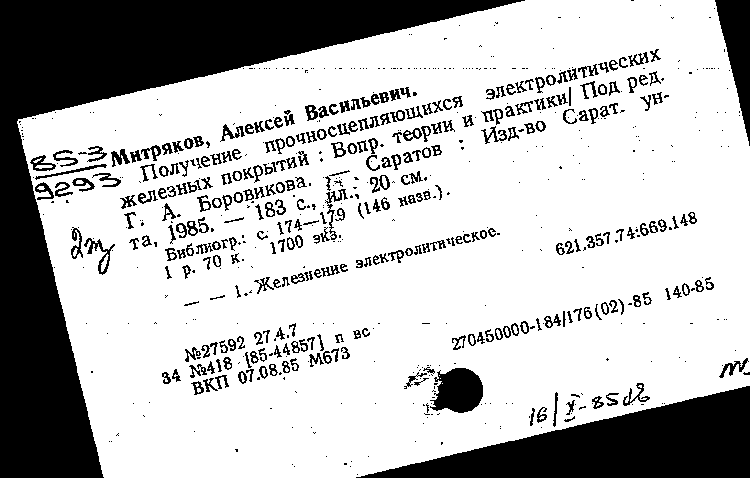 85-3
9293
Митряков, Алексей Васильевич.
Получение прочносцепляющихся электролитических
железных покрытий : Вопр. теории и практики/ Под ред.
Г. А. Боровикова. — Саратов : Изд-во Сарат. ун-
та, 1985. — 183 с., ил.; 20 см.
Библиогр.: с. 174—179 (146 назв.).
1 р. 70 к. 1700 экз.
— — 1. Железнение электролитическое.
621.357.74:669.148
№27592 27.4.7
34 №418 [85-44857] п вс
ВКП 07.08.85 М673
270450000-184/176(02)-85 140-85
16/X-85